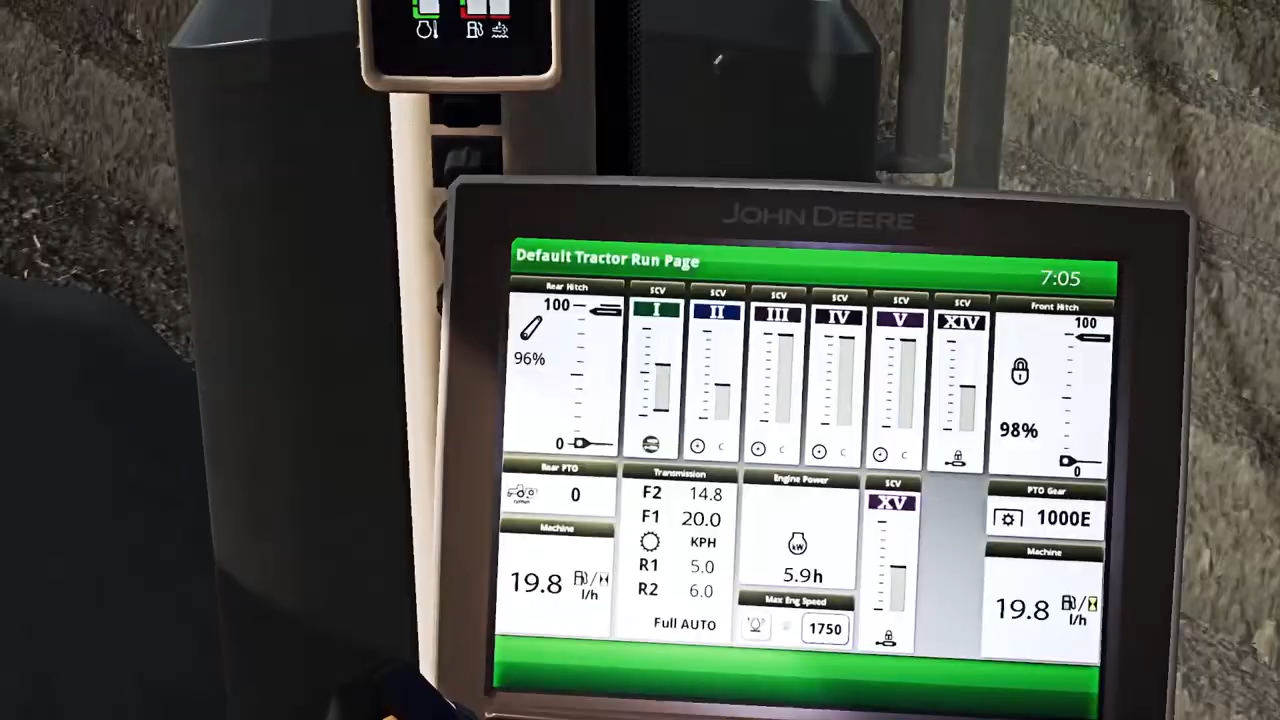 JOHN DEERE
Default Tractor Run Page
7:05
Rear Hitch
100
96%
0
SCV
I
SCV
II
C
SCV
III
C
SCV
IV
C
SCV
V
C
SCV
XIV
Front Hitch
100
98%
0
Rear PTO
0
Machine
19.8 l/h
Transmission
F2 14.8
F1 20.0
KPH
R1 5.0
R2 6.0
Full AUTO
Engine Power
kW
5.9h
Max Eng Speed
1750
SCV
XV
PTO Gear
1000E
Machine
19.8 l/h